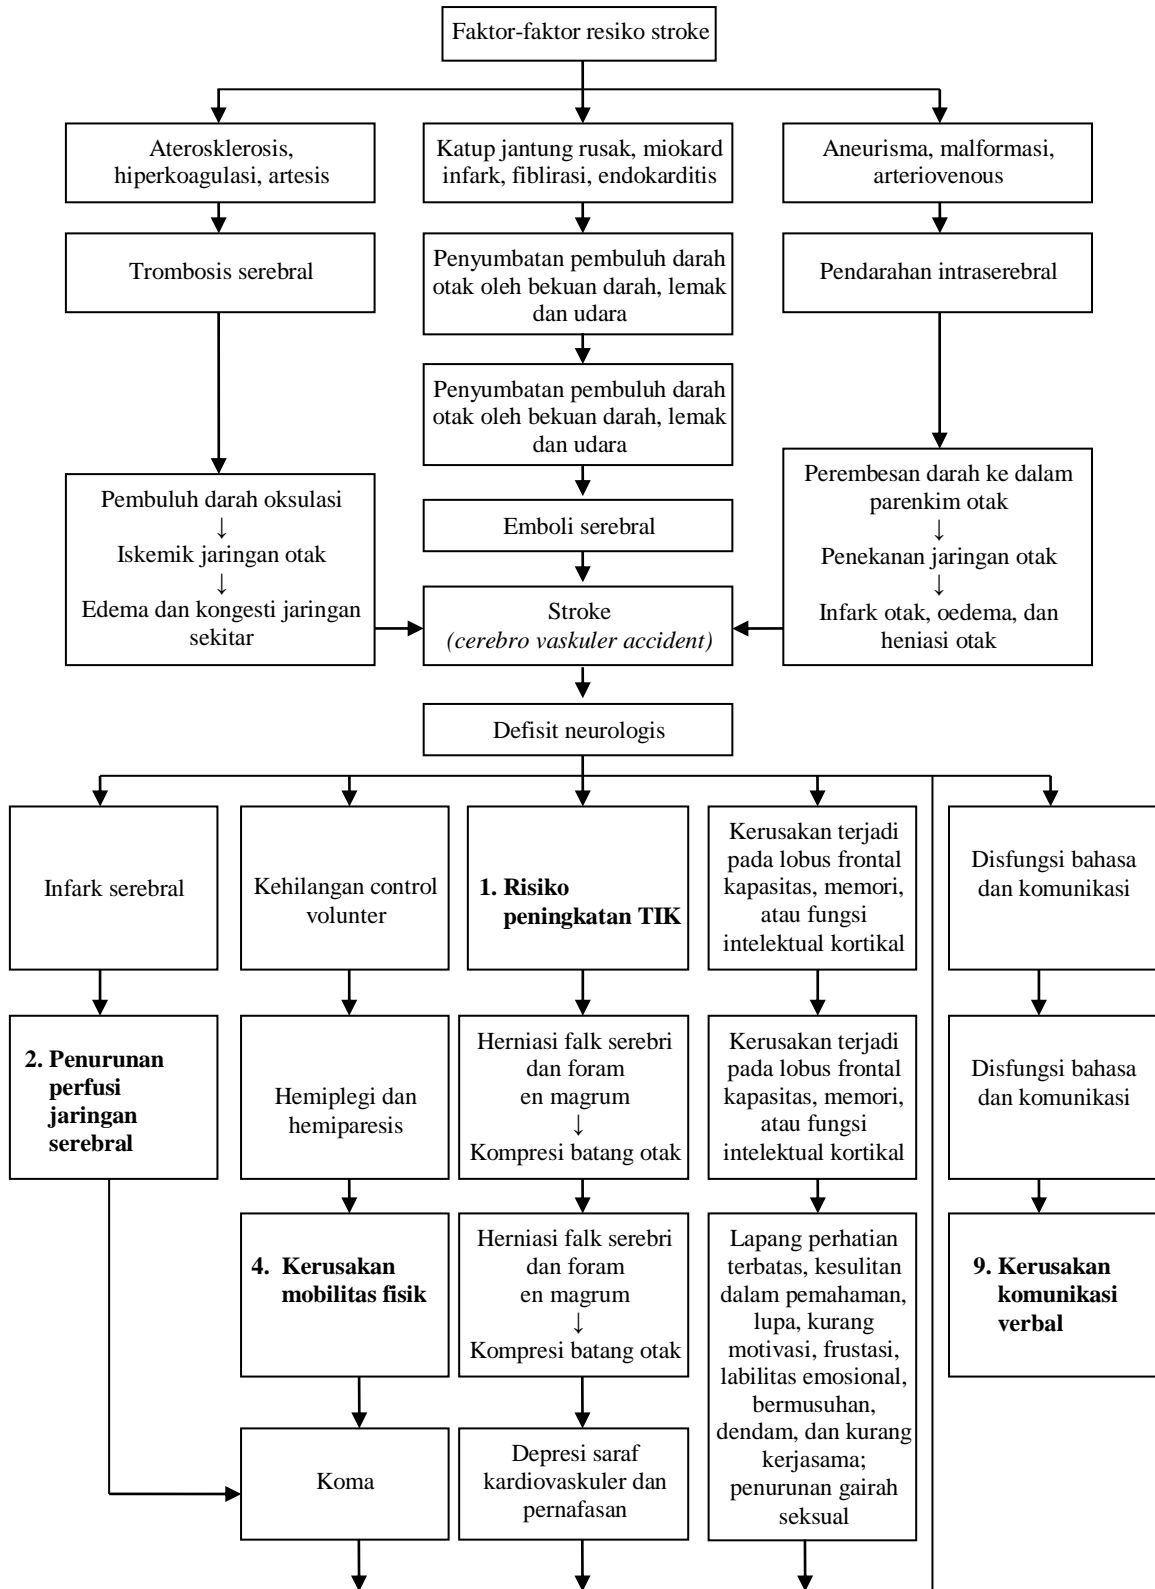 Faktor-faktor resiko stroke
Aterosklerosis,
hiperkoagulasi, artesis
Katup jantung rusak, miokard
infark, fiblirasi, endokarditis
Aneurisma, malformasi,
arteriovenous
Trombosis serebral
Penyumbatan pembuluh darah
otak oleh bekuan darah, lemak
dan udara
Pendarahan intraserebral
Penyumbatan pembuluh darah
otak oleh bekuan darah, lemak
dan udara
Pembuluh darah oksulasi
↓
Iskemik jaringan otak
↓
Edema dan kongesti jaringan
sekitar
Emboli serebral
Perembesan darah ke dalam
parenkim otak
↓
Penekanan jaringan otak
↓
Infark otak, oedema, dan
heniasi otak
Stroke
(cerebro vaskuler accident)
Defisit neurologis
Infark serebral
Kehilangan control
volunter
1. Risiko
peningkatan TIK
Kerusakan terjadi
pada lobus frontal
kapasitas, memori,
atau fungsi
intelektual kortikal
Disfungsi bahasa
dan komunikasi
2. Penurunan
perfusi
jaringan
serebral
Hemiplegi dan
hemiparesis
Herniasi falk serebri
dan foram
en magrum
↓
Kompresi batang otak
Kerusakan terjadi
pada lobus frontal
kapasitas, memori,
atau fungsi
intelektual kortikal
Disfungsi bahasa
dan komunikasi
4. Kerusakan
mobilitas fisik
Herniasi falk serebri
dan foram
en magrum
↓
Kompresi batang otak
Lapang perhatian
terbatas, kesulitan
dalam pemahaman,
lupa, kurang
motivasi, frustasi,
labilitas emosional,
bermusuhan,
dendam, dan kurang
kerjasama;
penurunan gairah
seksual
9. Kerusakan
komunikasi
verbal
Koma
Depresi saraf
kardiovaskuler dan
pernafasan